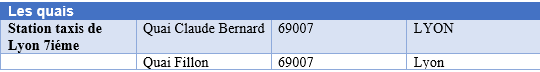 Les quais
Station taxis de Quai Claude Bernard 69007 LYON
Lyon 7iéme
Quai Fillon 69007 Lyon